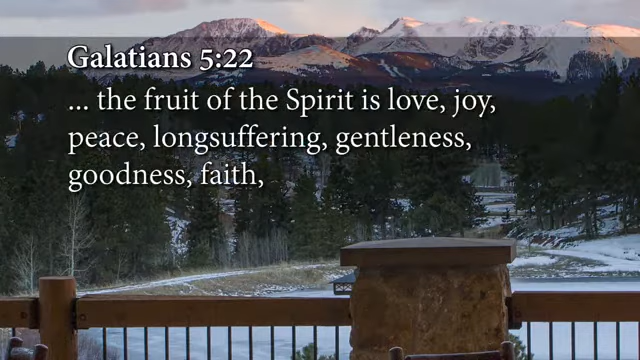 Galatians 5:22
... the fruit of the Spirit is love, joy,
peace, longsuffering, gentleness,
goodness, faith,